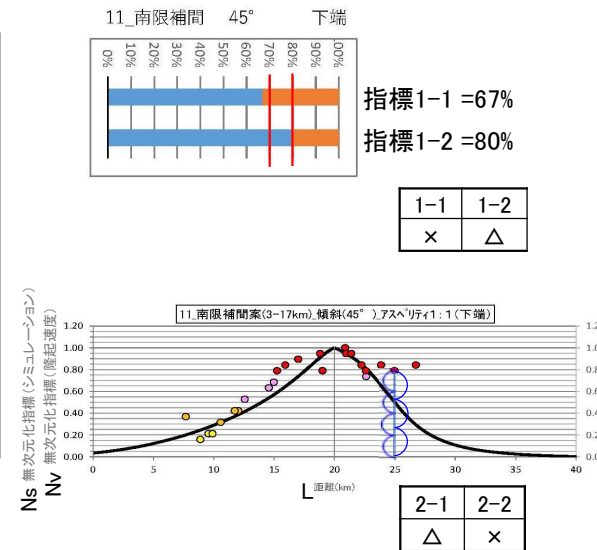 11_南限補間 45° 下端
0% 10% 20% 30% 40% 50% 60% 70% 80% 90% 00%
指標1-1 =67%
指標1-2 =80%
1-1 1-2
× △
11_南限補間案(3-17km)_傾斜(45°)_アスペリティ1:1(下端)
Ns 無次元化指標(シミュレーション)
Nv 無次元化指標(隆起速度)
1.20 1.2
1.00 1.0
0.80 0.8
0.60 0.6
0.40 0.4
0.20 0.2
0.00 0.0
0 5 10 15 20 25 30 35 40
L 距離(km)
2-1 2-2
△ ×